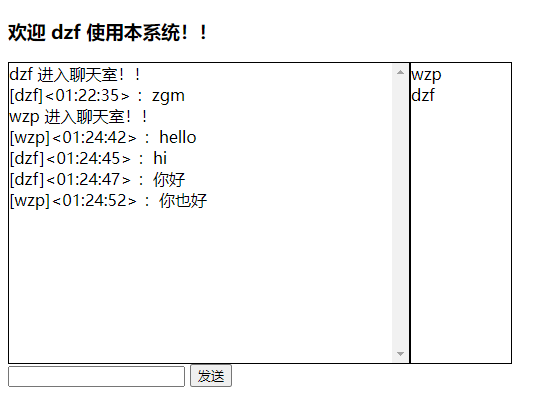 欢迎 dzf 使用本系统！！
dzf 进入聊天室！！
[dzf]<01:22:35> ：zgm
wzp 进入聊天室！！
[wzp]<01:24:42> ：hello
[dzf]<01:24:45> ：hi
[dzf]<01:24:47> ：你好
[wzp]<01:24:52> ：你也好
wzp
dzf
发送